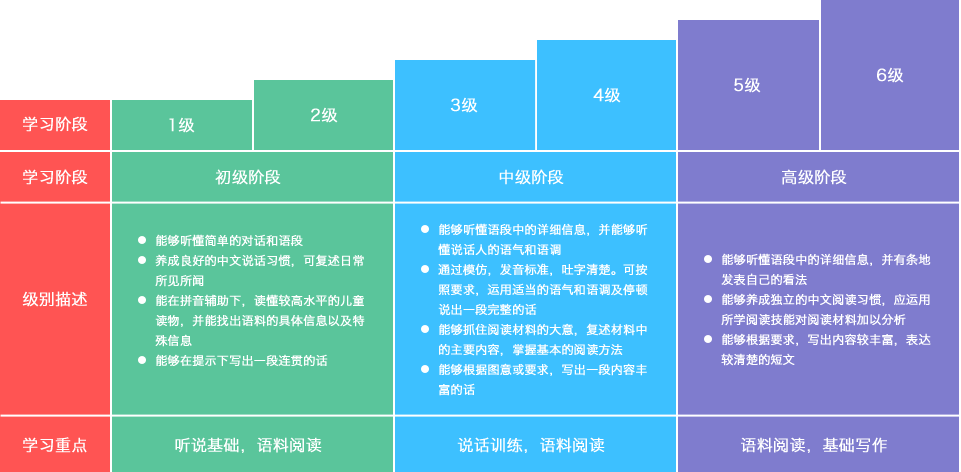 学习阶段
1级
2级
3级
4级
5级
6级
学习阶段
初级阶段
中级阶段
高级阶段
级别描述
能够听懂简单的对话和语段
养成良好的中文说话习惯，可复述日常
所见所闻
能在拼音辅助下，读懂较高水平的儿童
读物，并能找出语料的具体信息以及特
殊信息
能够在提示下写出一段连贯的话
能够听懂语段中的详细信息，并能够听
懂说话人的语气和语调
通过模仿，发音标准，吐字清楚。可按
照要求，运用适当的语气和语调及停顿
说出一段完整的话
能够抓住阅读材料的大意，复述材料中
的主要内容，掌握基本的阅读方法
能够根据图意或要求，写出一段内容丰
富的话
能够听懂语段中的详细信息，并有条地
发表自己的看法
能够养成独立的中文阅读习惯，应运用
所学阅读技能对阅读材料加以分析
能够根据要求，写出内容较丰富，表达
较清楚的短文
学习重点
听说基础，语料阅读
说话训练，语料阅读
语料阅读，基础写作